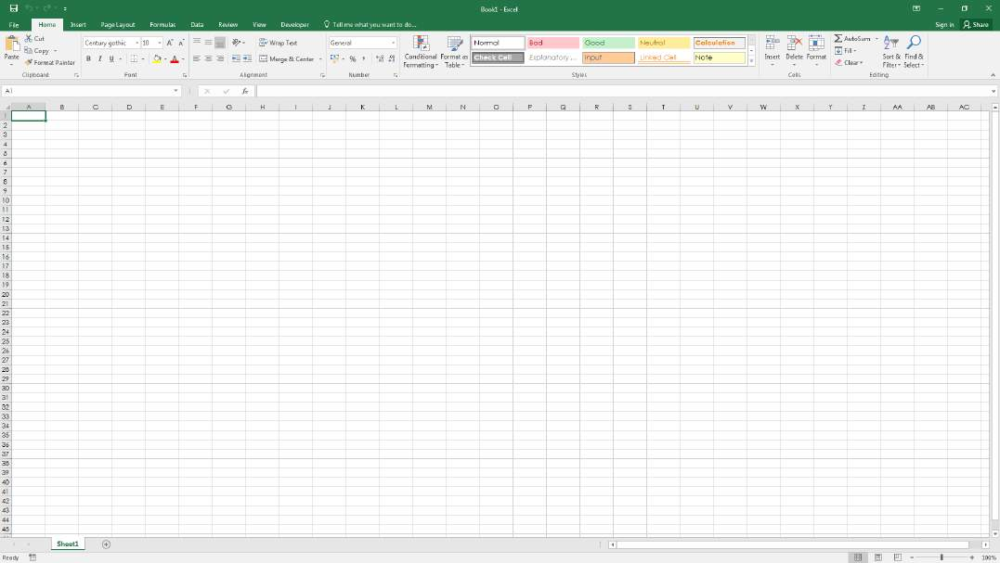 Book1 - Excel
File Home Insert Page Layout Formulas Data Review View Developer Tell me what you want to do... Sign in Share
Paste
Cut
Copy
Format Painter
Clipboard
Century gothic 10
B I U
Font
Wrap Text
Merge & Center
Alignment
General
Number
Conditional Formatting
Format as Table
Normal Bad Good Neutral Calculation
Check Cell Explanatory ... Input Linked Cell Note
Styles
Insert Delete Format
Cells
AutoSum
Fill
Clear
Sort & Filter
Find & Select
Editing
A1 fx
A B C D E F G H I J K L M N O P Q R S T U V W X Y Z AA AB AC
1
2
3
4
5
6
7
8
9
10
11
12
13
14
15
16
17
18
19
20
21
22
23
24
25
26
27
28
29
30
31
32
33
34
35
36
37
38
39
40
41
42
43
44
45
Sheet1
Ready 100%